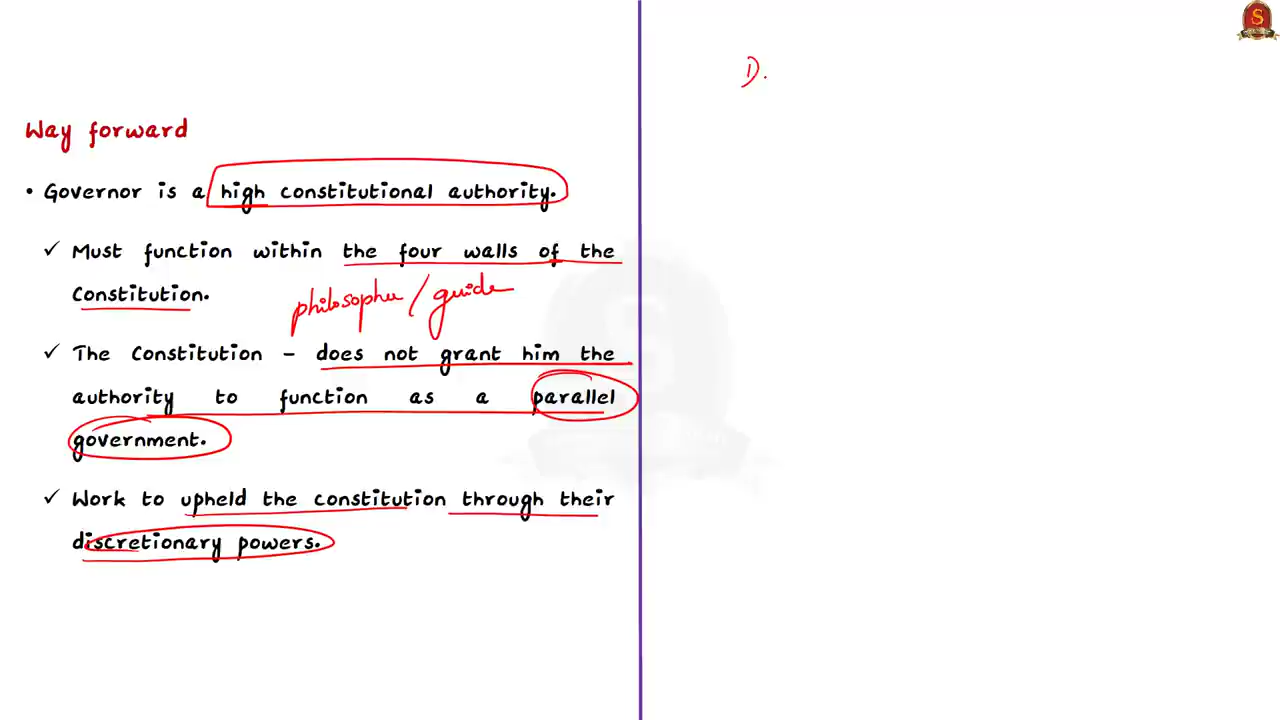 Way forward
• Governor is a high constitutional authority.
✓ Must function within the four walls of the
Constitution.
philosopher / guide
✓ The Constitution – does not grant him the
authority to function as a parallel
government.
✓ Work to upheld the constitution through their
discretionary powers.
D.
S